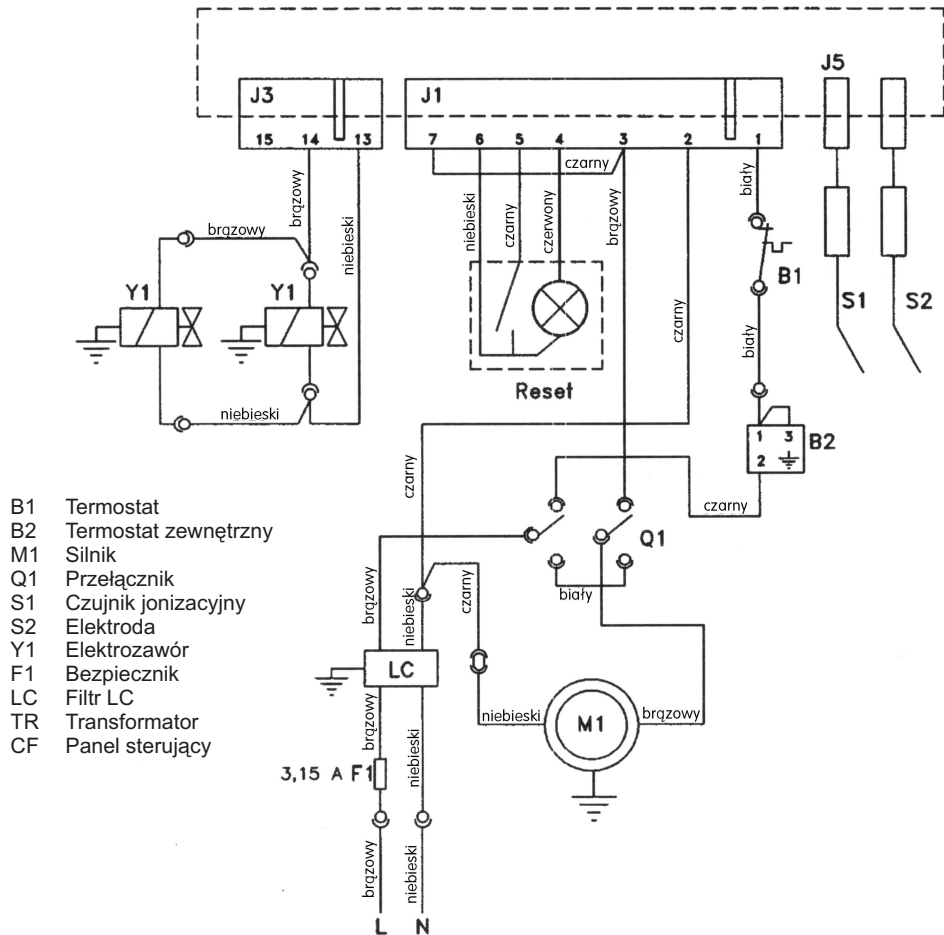 J5
J3
J1
15 14 13
7 6 5 4 3 2 1
czarny
brązowy
niebieski
niebieski
czarny
czerwony
brązowy
biały
brązowy
B1
S1
S2
Y1
Y1
czarny
biały
Reset
niebieski
1 3
2
B2
czarny
czarny
Q1
biały
brązowy
niebieski
czarny
LC
niebieski
M1
brązowy
brązowy
niebieski
3,15 A F1
brązowy
niebieski
L N
B1 Termostat
B2 Termostat zewnętrzny
M1 Silnik
Q1 Przełącznik
S1 Czujnik jonizacyjny
S2 Elektroda
Y1 Elektrozawór
F1 Bezpiecznik
LC Filtr LC
TR Transformator
CF Panel sterujący